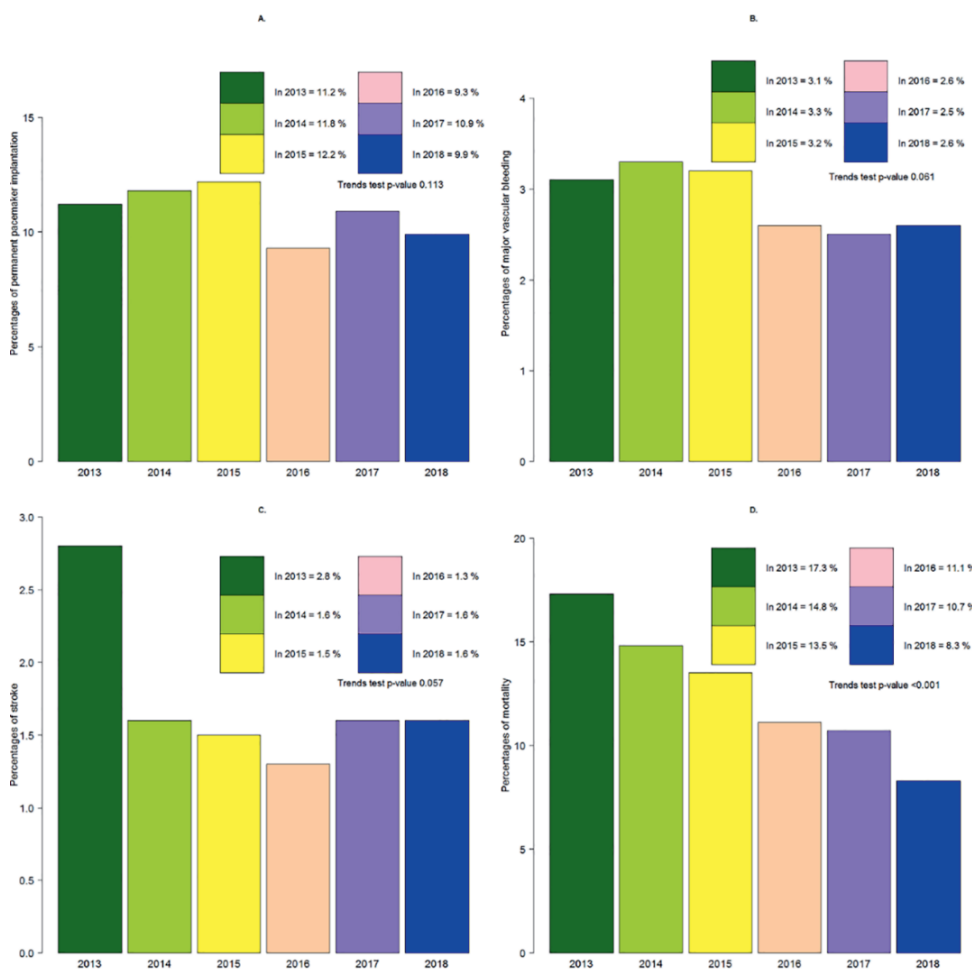 A.
In 2013 = 11.2 %
In 2016 = 9.3 %
In 2014 = 11.8 %
In 2017 = 10.9 %
In 2015 = 12.2 %
In 2018 = 9.9 %
Trends test p-value 0.113
Percentages of permanent pacemaker implantation
15
10
5
0
2013 2014 2015 2016 2017 2018
B.
In 2013 = 3.1 %
In 2016 = 2.6 %
In 2014 = 3.3 %
In 2017 = 2.5 %
In 2015 = 3.2 %
In 2018 = 2.6 %
Trends test p-value 0.061
Percentages of major vascular bleeding
4
3
2
1
0
2013 2014 2015 2016 2017 2018
C.
In 2013 = 2.8 %
In 2016 = 1.3 %
In 2014 = 1.6 %
In 2017 = 1.6 %
In 2015 = 1.5 %
In 2018 = 1.6 %
Trends test p-value 0.057
Percentages of stroke
3.0
2.5
2.0
1.5
1.0
0.5
0.0
2013 2014 2015 2016 2017 2018
D.
In 2013 = 17.3 %
In 2016 = 11.1 %
In 2014 = 14.8 %
In 2017 = 10.7 %
In 2015 = 13.5 %
In 2018 = 8.3 %
Trends test p-value <0.001
Percentages of mortality
20
15
10
5
0
2013 2014 2015 2016 2017 2018